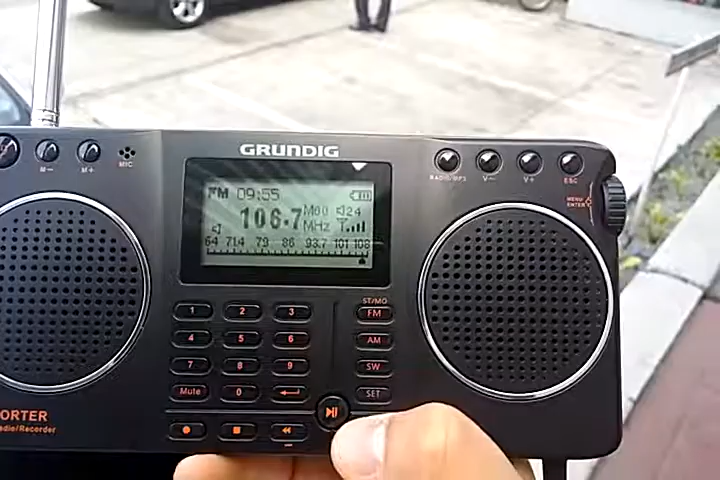 GRUNDIG
M- M+ MIC
RADIO/MP3 V- V+ ESC
MENU
ENTER
FM 09:55
106.7 M00 24
MHz
64 71.4 79 86 93.7 101 108
1 2 3
ST/MO
FM
4 5 6 AM
7 8 9 SW
Mute 0 SET
ORTER
adio/Recorder